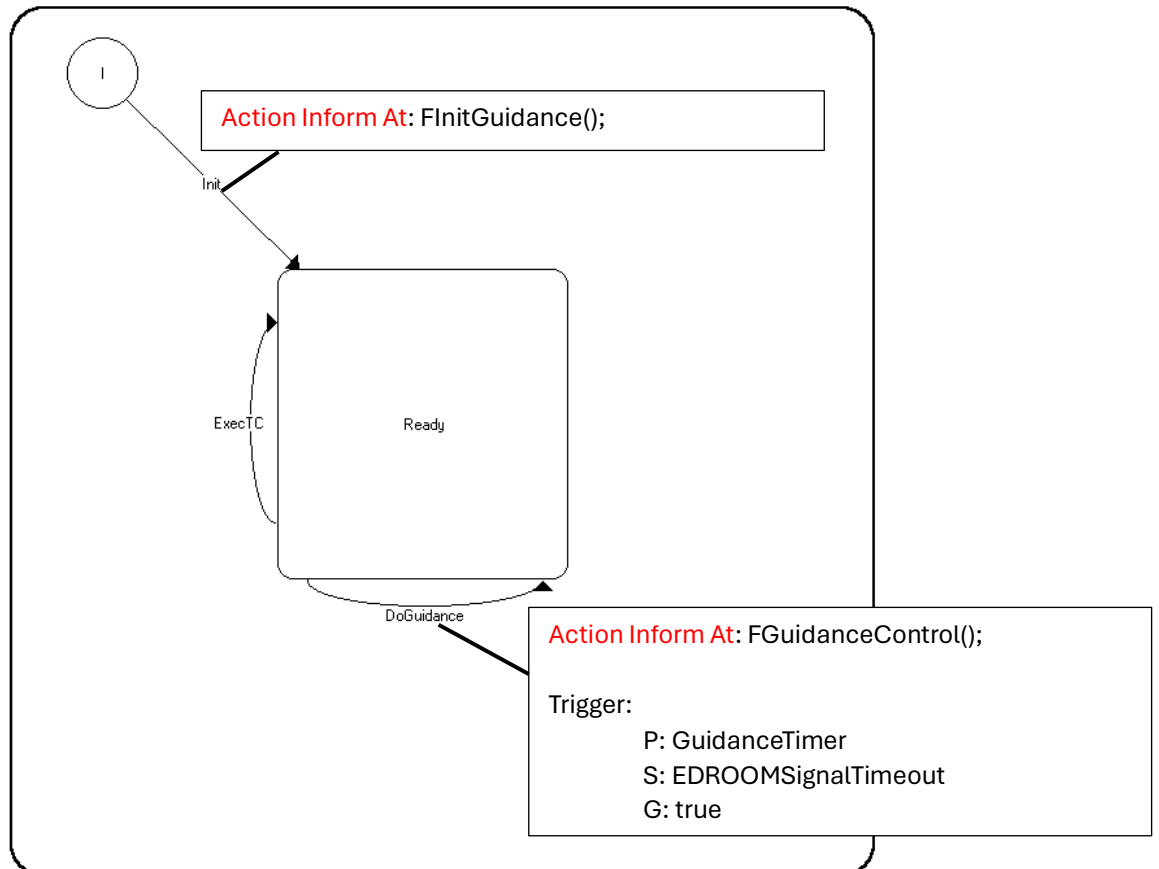 I
Action Inform At: FInitGuidance();
Init
ExecTC
Ready
DoGuidance
Action Inform At: FGuidanceControl();
Trigger:
P: GuidanceTimer
S: EDROOMSignalTimeout
G: true